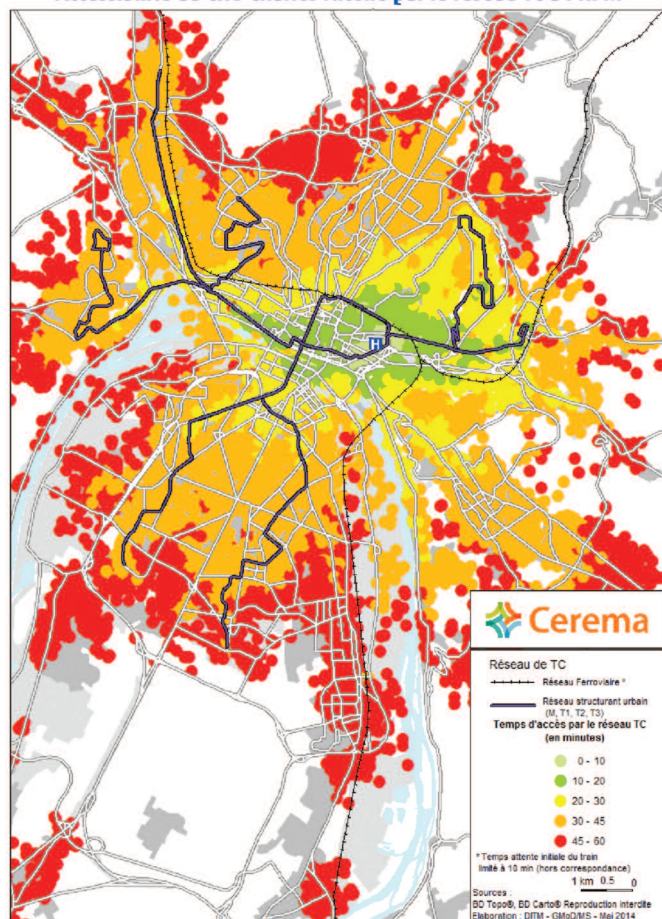 H
Cerema
Réseau de TC
Réseau Ferroviaire *
Réseau structurant urbain
(M, T1, T2, T3)
Temps d'accès par le réseau TC
(en minutes)
0 - 10
10 - 20
20 - 30
30 - 45
45 - 60
* Temps attente initiale du train
limité à 10 min (hors correspondance)
1 km 0.5 0
Sources :
BD Topo®, BD Carto® Reproduction interdite
Elaboration : DITM - GMoD/MS - Mai 2014